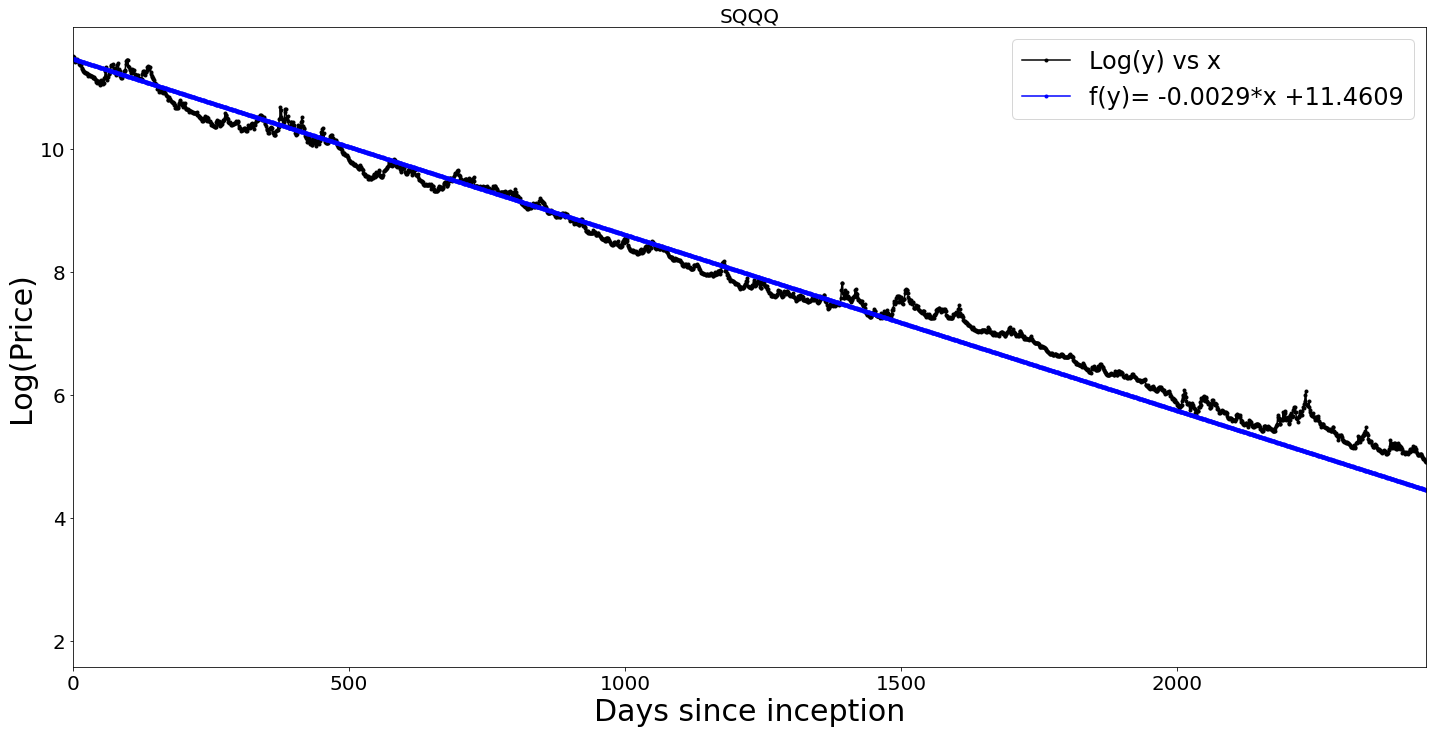 SQQQ
Log(y) vs x
f(y)= -0.0029*x +11.4609
Log(Price)
10
8
6
4
2
0 500 1000 1500 2000
Days since inception